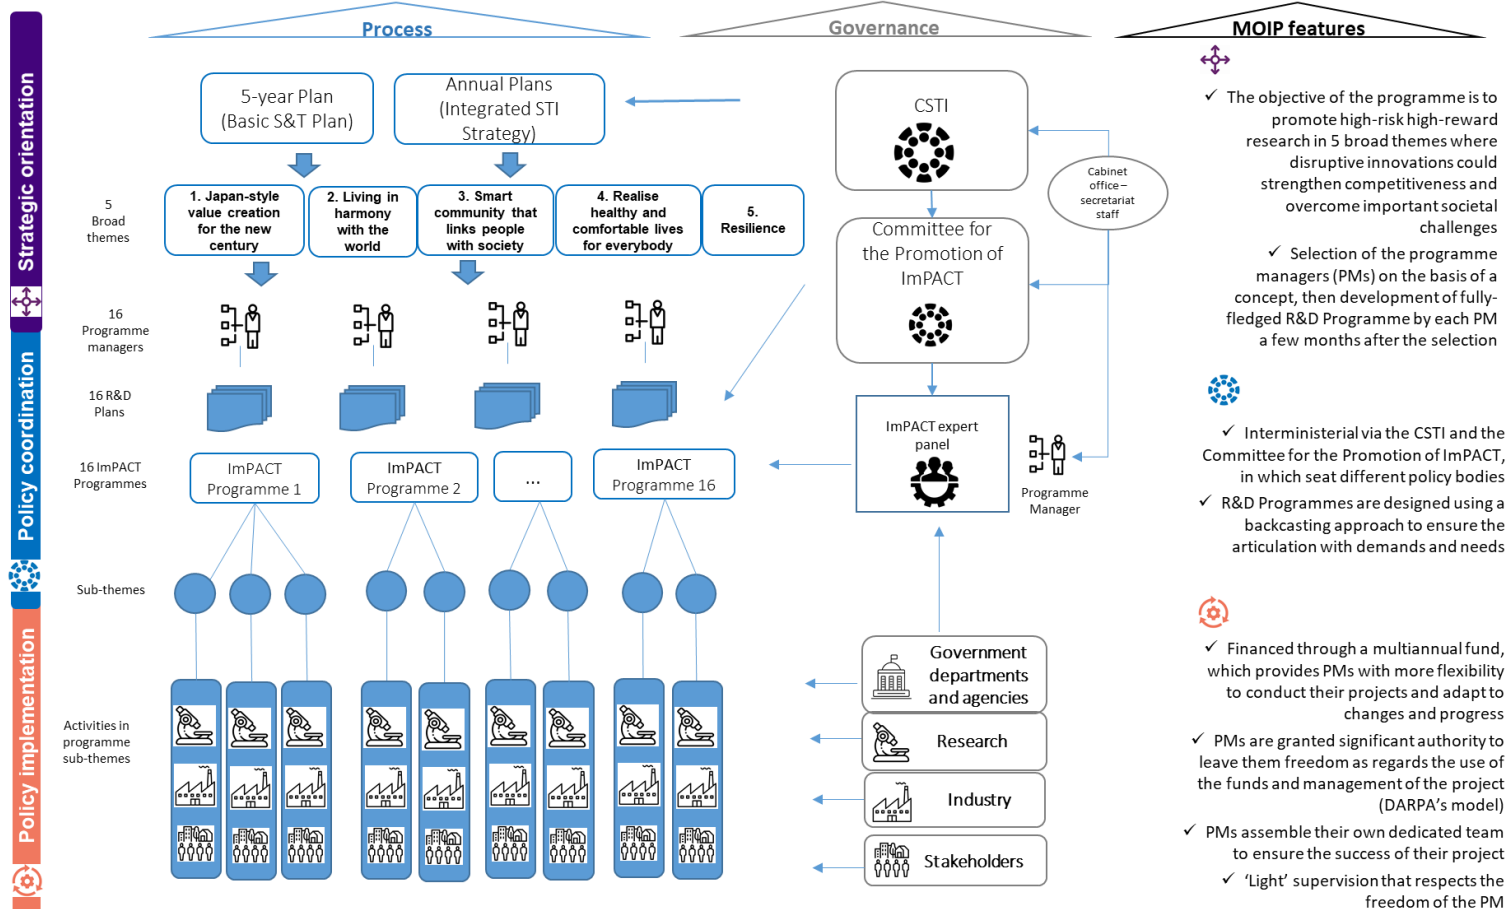 Process
Governance
MOIP features
Strategic orientation
Policy coordination
Policy implementation
5-year Plan
(Basic S&T Plan)
Annual Plans
(Integrated STI
Strategy)
5
Broad
themes
1. Japan-style
value creation
for the new
century
2. Living in
harmony
with the
world
3. Smart
community that
links people
with society
4. Realise
healthy and
comfortable lives
for everybody
5.
Resilience
16
Programme
managers
16 R&D
Plans
16 ImPACT
Programmes
ImPACT
Programme 1
ImPACT
Programme 2
...
ImPACT
Programme 16
Sub-themes
Activities in
programme
sub-themes
CSTI
Cabinet
office –
secretariat
staff
Committee for
the Promotion of
ImPACT
ImPACT expert
panel
Programme
Manager
Government
departments
and agencies
Research
Industry
Stakeholders
✓ The objective of the programme is to
promote high-risk high-reward
research in 5 broad themes where
disruptive innovations could
strengthen competitiveness and
overcome important societal
challenges
✓ Selection of the programme
managers (PMs) on the basis of a
concept, then development of fully-
fledged R&D Programme by each PM
a few months after the selection
✓ Interministerial via the CSTI and the
Committee for the Promotion of ImPACT,
in which seat different policy bodies
✓ R&D Programmes are designed using a
backcasting approach to ensure the
articulation with demands and needs
✓ Financed through a multiannual fund,
which provides PMs with more flexibility
to conduct their projects and adapt to
changes and progress
✓ PMs are granted significant authority to
leave them freedom as regards the use of
the funds and management of the project
(DARPA's model)
✓ PMs assemble their own dedicated team
to ensure the success of their project
✓ 'Light' supervision that respects the
freedom of the PM